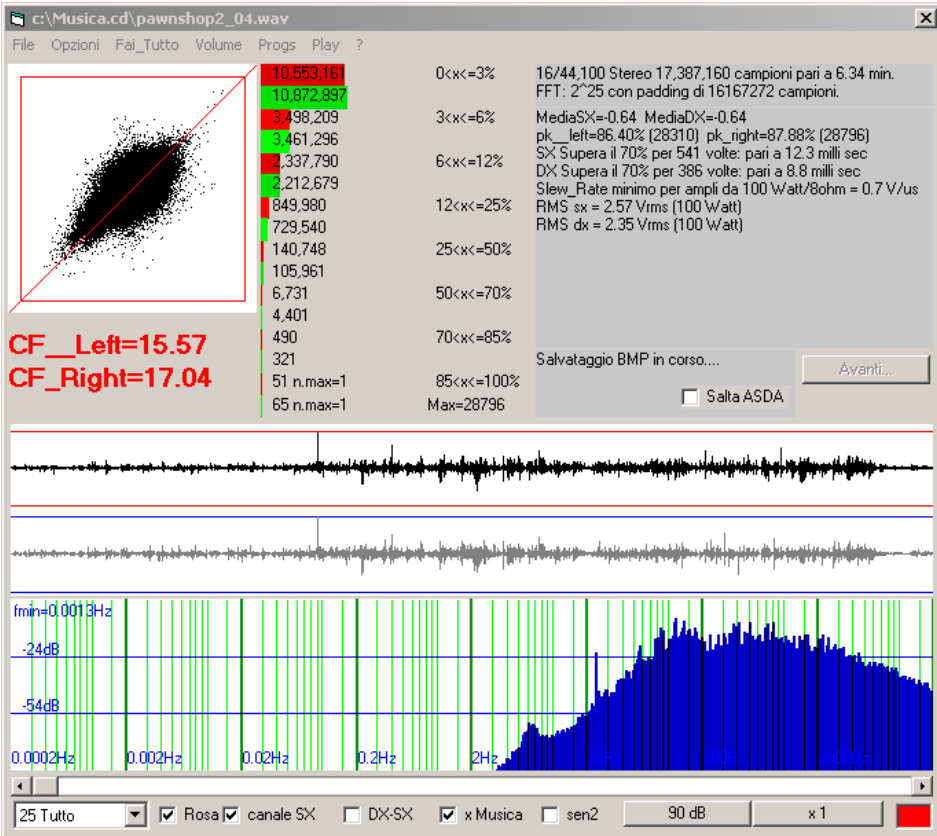 c:\Musica.cd\pawnshop2_04.wav
File Opzioni Fai_Tutto Volume Progs Play ?
10,553,161 0<x<=3%
10,872,897
3,498,209 3<x<=6%
3,461,296
2,337,790 6<x<=12%
2,212,679
849,980 12<x<=25%
729,540
140,748 25<x<=50%
105,961
6,731 50<x<=70%
4,401
490 70<x<=85%
321
51 n.max=1 85<x<=100%
65 n.max=1 Max=28796
CF__Left=15.57
CF_Right=17.04
16/44,100 Stereo 17,387,160 campioni pari a 6.34 min.
FFT: 2^25 con padding di 16167272 campioni.
MediaSX=-0.64 MediaDX=-0.64
pk__left=86.40% (28310) pk_right=87.88% (28796)
SX Supera il 70% per 541 volte: pari a 12.3 milli sec
DX Supera il 70% per 386 volte: pari a 8.8 milli sec
Slew_Rate minimo per ampli da 100 Watt/8ohm = 0.7 V/us
RMS sx = 2.57 Vrms (100 Watt)
RMS dx = 2.35 Vrms (100 Watt)
Salvataggio BMP in corso....
Avanti...
Salta ASDA
fmin=0.0013Hz
-24dB
-54dB
0.0002Hz 0.002Hz 0.02Hz 0.2Hz 2Hz
25 Tutto Rosa canale SX DX-SX x Musica sen2 90 dB x 1